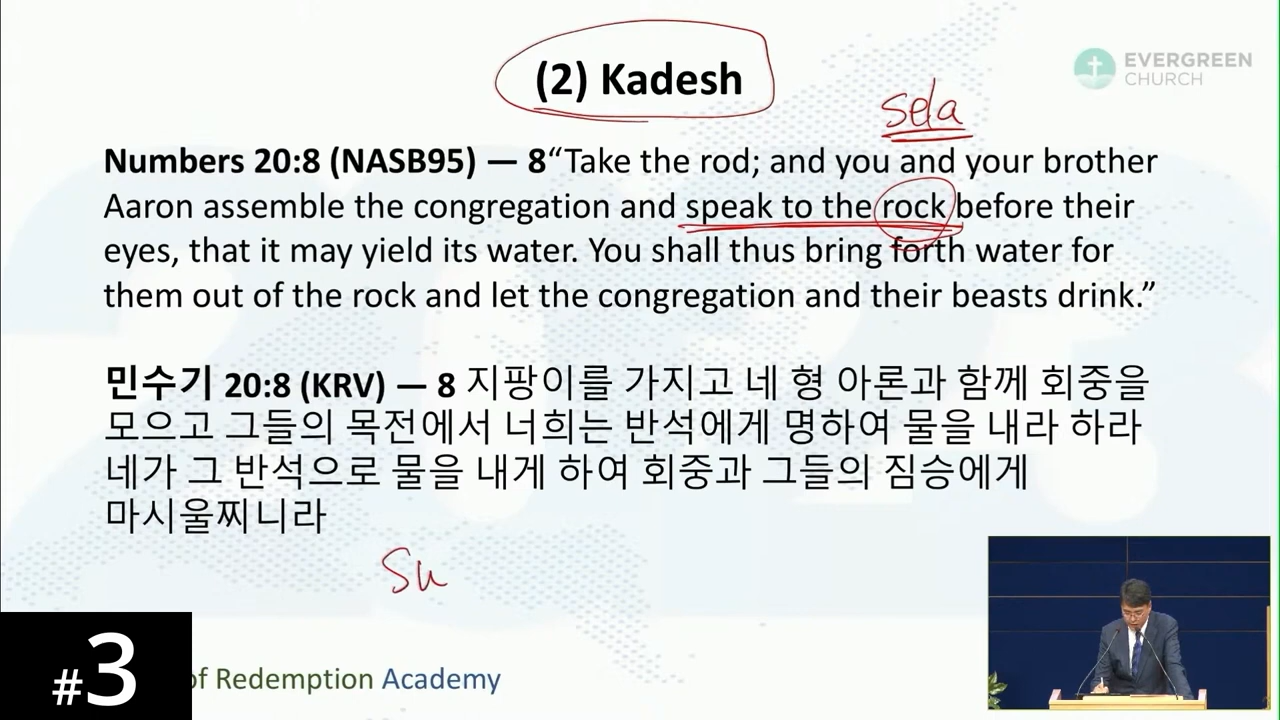 (2) Kadesh
EVERGREEN
CHURCH
sela
Numbers 20:8 (NASB95) — 8“Take the rod; and you and your brother
Aaron assemble the congregation and speak to the rock before their
eyes, that it may yield its water. You shall thus bring forth water for
them out of the rock and let the congregation and their beasts drink.”
민수기 20:8 (KRV) — 8 지팡이를 가지고 네 형 아론과 함께 회중을
모으고 그들의 목전에서 너희는 반석에게 명하여 물을 내라 하라
네가 그 반석으로 물을 내게 하여 회중과 그들의 짐승에게
마시울찌니라
Su
#3
of Redemption Academy